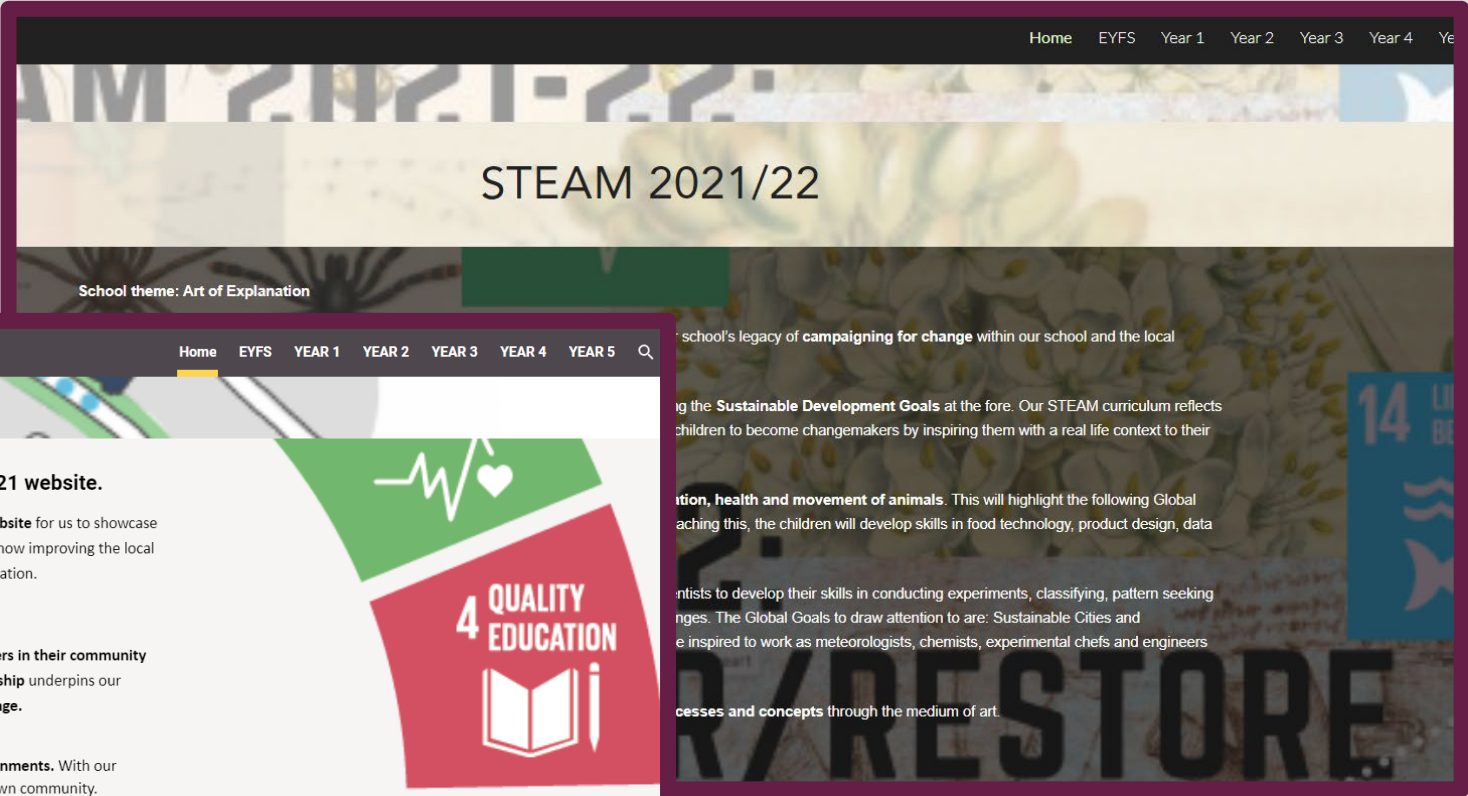 Home EYFS Year 1 Year 2 Year 3 Year 4 Ye
AM 2021-22:
STEAM 2021/22
School theme: Art of Explanation
school's legacy of campaigning for change within our school and the local
the Sustainable Development Goals at the fore. Our STEAM curriculum reflects
children to become changemakers by inspiring them with a real life context to their
health and movement of animals. This will highlight the following Global
aching this, the children will develop skills in food technology, product design, data
entists to develop their skills in conducting experiments, classifying, pattern seeking
nges. The Global Goals to draw attention to are: Sustainable Cities and
e inspired to work as meteorologists, chemists, experimental chefs and engineers
cesses and concepts through the medium of art.
14
2:
R/RESTORE
Home EYFS YEAR 1 YEAR 2 YEAR 3 YEAR 4 YEAR 5
21 website.
bsite for us to showcase
now improving the local
ation.
ers in their community
ship underpins our
ge.
nments. With our
wn community.
4 QUALITY
EDUCATION